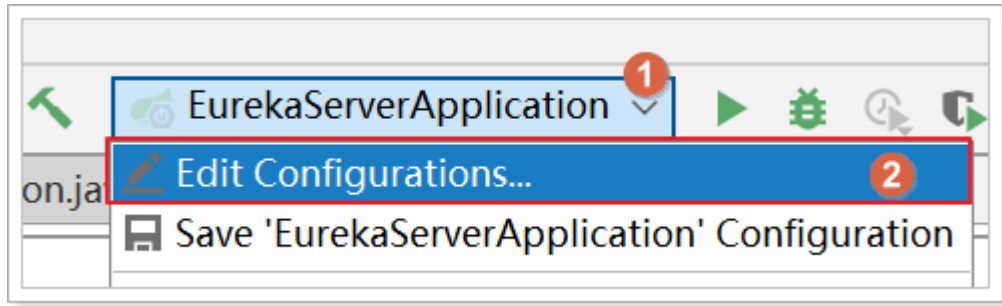 EurekaServerApplication
1
Edit Configurations...
2
on.ja
Save 'EurekaServerApplication' Configuration